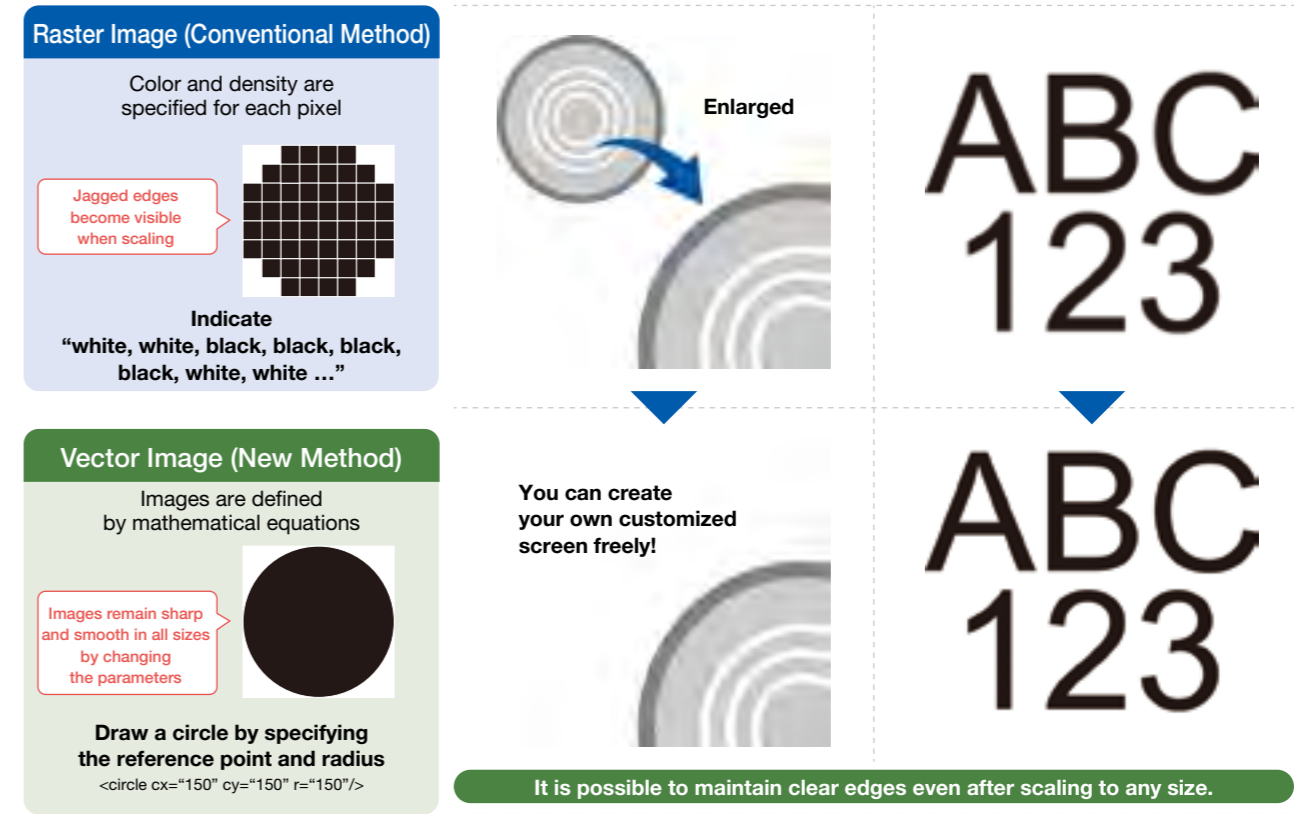 Raster Image (Conventional Method)
Color and density are
specified for each pixel
Jagged edges
become visible
when scaling
Indicate
“white, white, black, black, black,
black, white, white …”
Enlarged
ABC
123
Vector Image (New Method)
Images are defined
by mathematical equations
Images remain sharp
and smooth in all sizes
by changing
the parameters
Draw a circle by specifying
the reference point and radius
<circle cx=“150” cy=“150” r=“150”/>
You can create
your own customized
screen freely!
ABC
123
It is possible to maintain clear edges even after scaling to any size.